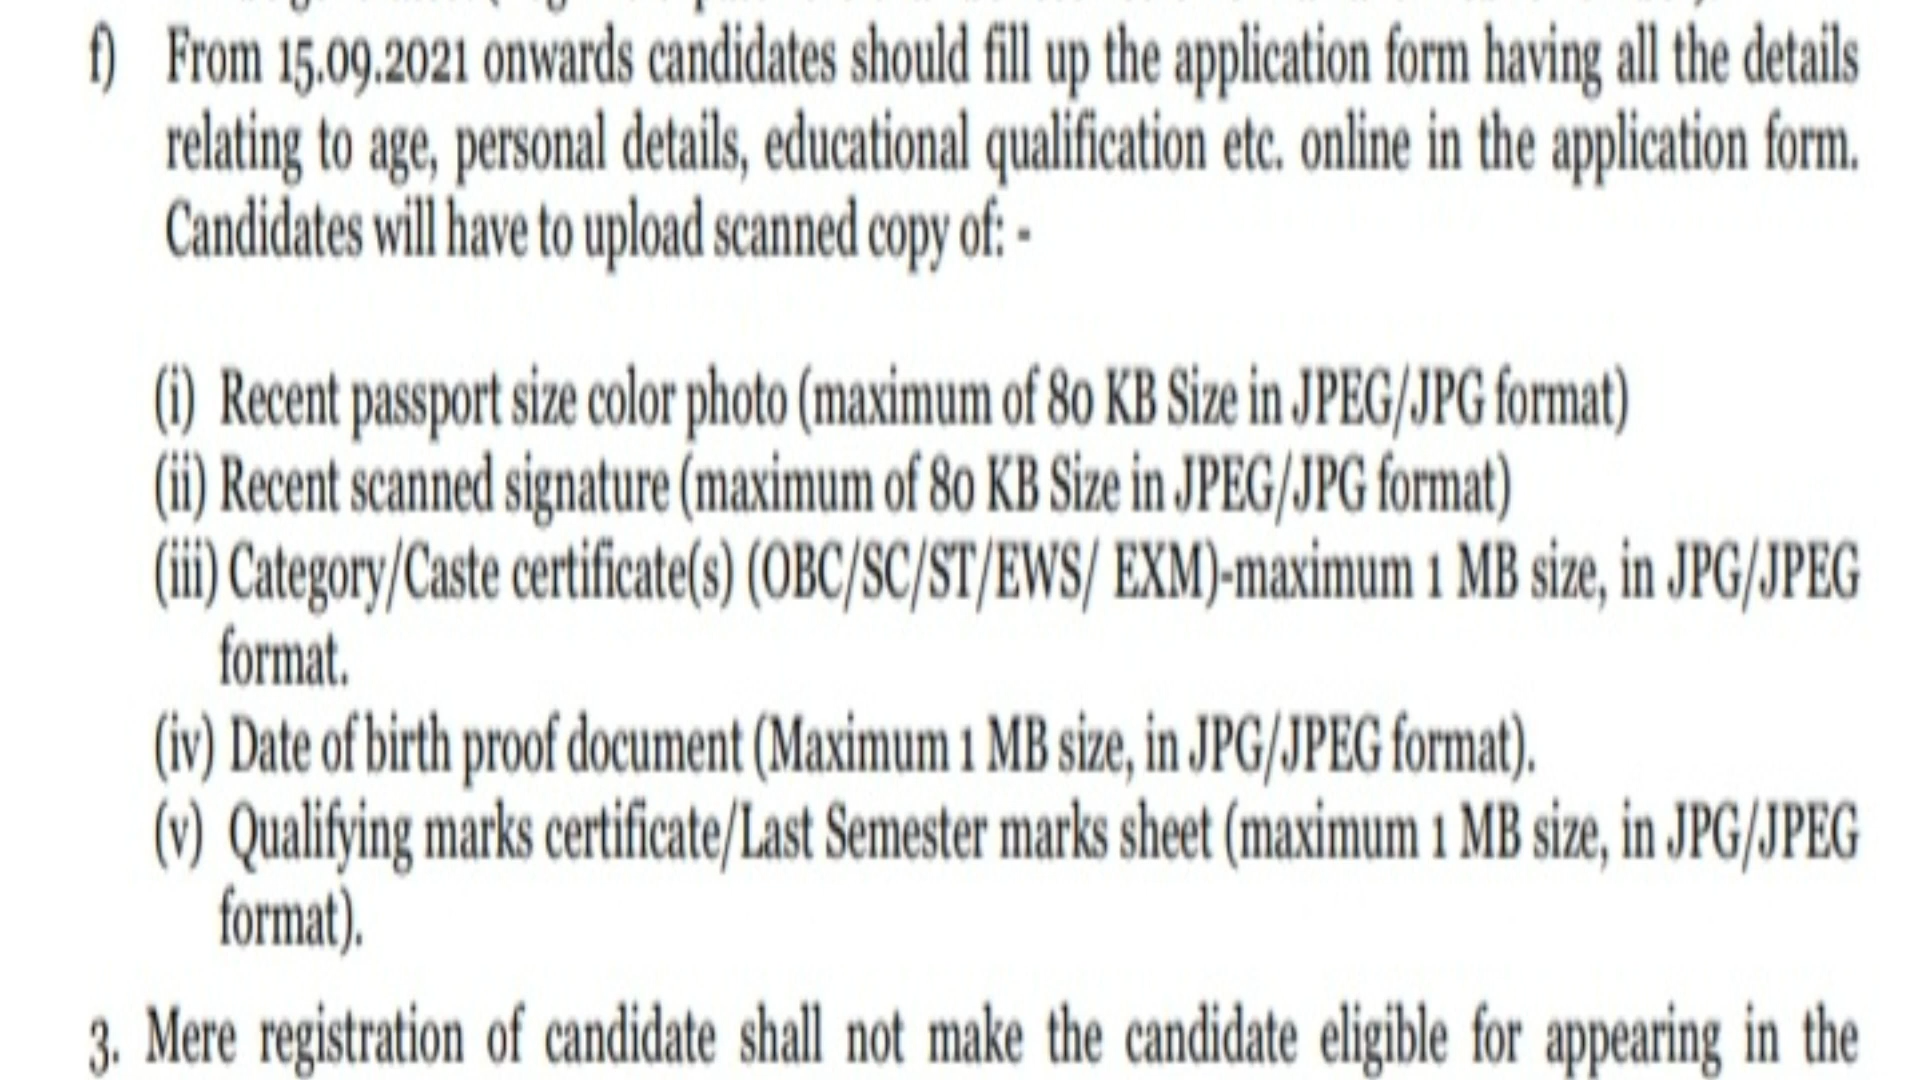 f) From 15.09.2021 onwards candidates should fill up the application form having all the details
relating to age, personal details, educational qualification etc. online in the application form.
Candidates will have to upload scanned copy of: -
(i) Recent passport size color photo (maximum of 80 KB Size in JPEG/JPG format)
(ii) Recent scanned signature (maximum of 80 KB Size in JPEG/JPG format)
(iii) Category/Caste certificate(s) (OBC/SC/ST/EWS/ EXM)-maximum 1 MB size, in JPG/JPEG
format.
(iv) Date of birth proof document (Maximum 1 MB size, in JPG/JPEG format).
(v) Qualifying marks certificate/Last Semester marks sheet (maximum 1 MB size, in JPG/JPEG
format).
3. Mere registration of candidate shall not make the candidate eligible for appearing in the